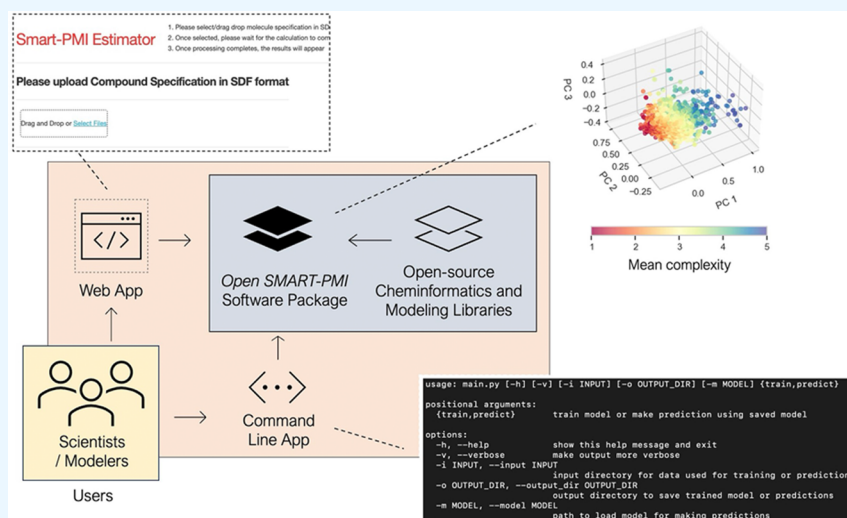 Smart-PMI Estimator
1. Please select/drag drop molecule specification in SD
2. Once selected, please wait for the calculation to com
3. Once processing completes, the results will appear
Please upload Compound Specification in SDF format
Drag and Drop or Select Files
0.4
0.2
0.0
-0.2
-0.4
PC 3
0.75
0.50
0.25
0.00
-0.25
PC 2
0.0
0.5
1.0
PC 1
1 2 3 4 5
Mean complexity
</>
Web App
Open SMART-PMI
Software Package
Open-source
Cheminformatics and
Modeling Libraries
Scientists
/ Modelers
Users
<···>
Command
Line App
usage: main.py [-h] [-v] [-i INPUT] [-o OUTPUT_DIR] [-m MODEL] {train,predict}
positional arguments:
{train,predict} train model or make prediction using saved model
options:
-h, --help show this help message and exit
-v, --verbose make output more verbose
-i INPUT, --input INPUT
input directory for data used for training or prediction
-o OUTPUT_DIR, --output_dir OUTPUT_DIR
output directory to save trained model or predictions
-m MODEL, --model MODEL
path to load model for making predictions